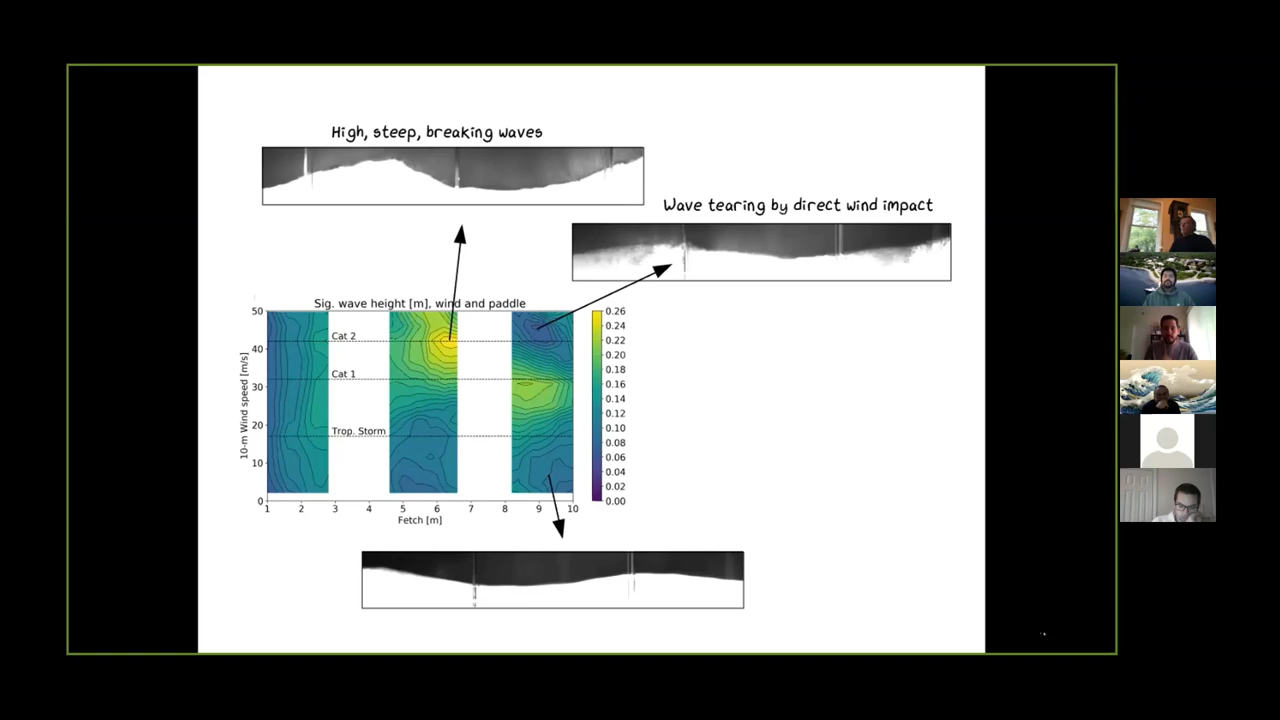 High, steep, breaking waves
Wave tearing by direct wind impact
Sig. wave height [m], wind and paddle
50
40
30
20
10
0
10-m Wind speed [m/s]
Cat 2
Cat 1
Trop. Storm
1 2 3 4 5 6 7 8 9 10
Fetch [m]
0.26
0.24
0.22
0.20
0.18
0.16
0.14
0.12
0.10
0.08
0.06
0.04
0.02
0.00